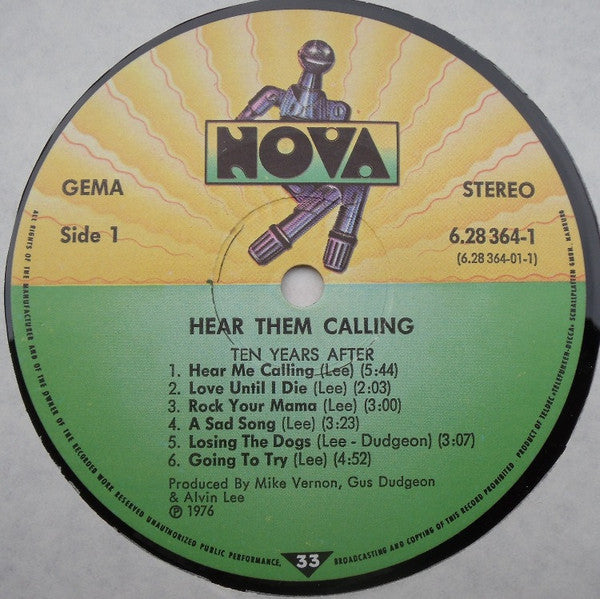 NOVA
GEMA
STEREO
Side 1
6.28 364-1
(6.28 364-01-1)
HEAR THEM CALLING
TEN YEARS AFTER
1. Hear Me Calling (Lee) (5:44)
2. Love Until I Die (Lee) (2:03)
3. Rock Your Mama (Lee) (3:00)
4. A Sad Song (Lee) (3:23)
5. Losing The Dogs (Lee - Dudgeon) (3:07)
6. Going To Try (Lee) (4:52)
Produced By Mike Vernon, Gus Dudgeon
& Alvin Lee
℗ 1976
33
ALL RIGHTS OF THE MANUFACTURER AND OF THE OWNER OF THE RECORDED WORK RESERVED UNAUTHORIZED PUBLIC PERFORMANCE, BROADCASTING AND COPYING OF THIS RECORD PROHIBITED. PRODUCT OF TELDEC »TELEFUNKEN-DECCA« SCHALLPLATTEN GMBH. HAMBURG